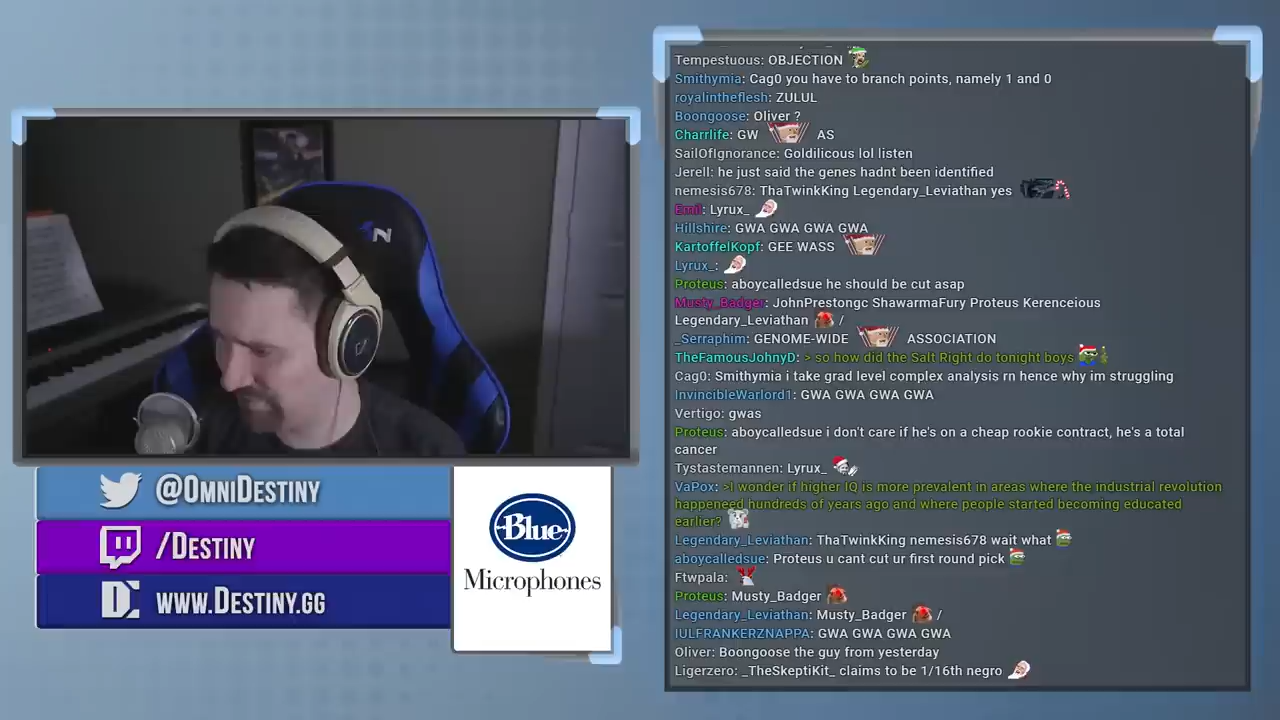 Tempestuous: OBJECTION
Smithymia: Cag0 you have to branch points, namely 1 and 0
royalintheflesh: ZULUL
Boongoose: Oliver ?
Charrlife: GW AS
SailOfIgnorance: Goldilicous lol listen
Jerell: he just said the genes hadnt been identified
nemesis678: ThaTwinkKing Legendary_Leviathan yes
Emil: Lyrux_
Hillshire: GWA GWA GWA GWA
KartoffelKopf: GEE WASS
Lyrux_:
Proteus: aboycalledsue he should be cut asap
Musty_Badger: JohnPrestongc ShawarmaFury Proteus Kerenceious
Legendary_Leviathan /
_Serraphim: GENOME-WIDE ASSOCIATION
TheFamousJohnyD: > so how did the Salt Right do tonight boys
Cag0: Smithymia i take grad level complex analysis rn hence why im struggling
InvincibleWarlord1: GWA GWA GWA GWA
Vertigo: gwas
Proteus: aboycalledsue i don't care if he's on a cheap rookie contract, he's a total
cancer
Tystastemannen: Lyrux_
VaPox: >I wonder if higher IQ is more prevalent in areas where the industrial revolution
happeneed hundreds of years ago and where people started becoming educated
earlier?
Legendary_Leviathan: ThaTwinkKing nemesis678 wait what
aboycalledsue: Proteus u cant cut ur first round pick
Ftwpala:
Proteus: Musty_Badger
Legendary_Leviathan: Musty_Badger /
IULFRANKERZNAPPA: GWA GWA GWA GWA
Oliver: Boongoose the guy from yesterday
Ligerzero: _TheSkeptiKit_ claims to be 1/16th negro
N
@OmniDestiny
/Destiny
www.Destiny.gg
Blue
Microphones